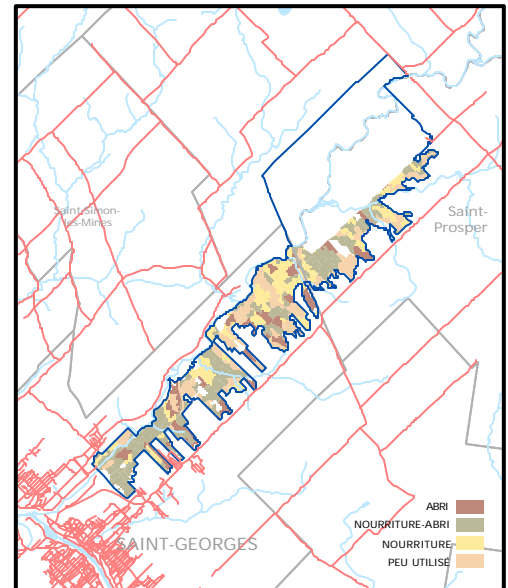 Saint-Simon-
les-Mines
Saint-
Prosper
SAINT-GEORGES
ABRI
NOURRITURE-ABRI
NOURRITURE
PEU UTILISÉ